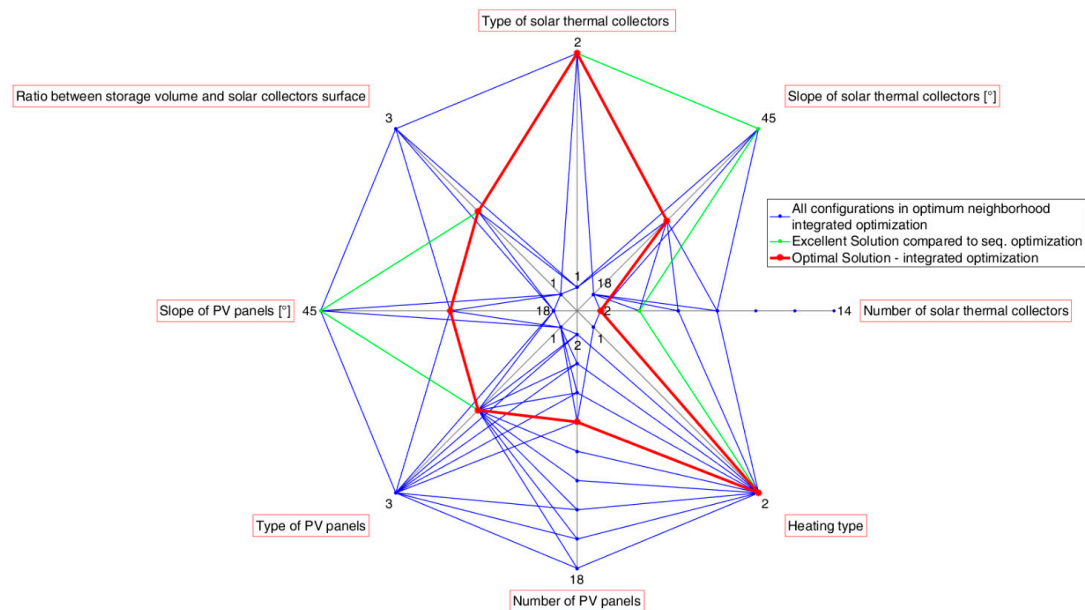 Type of solar thermal collectors
2
Ratio between storage volume and solar collectors surface
Slope of solar thermal collectors [°]
3
45
All configurations in optimum neighborhood
integrated optimization
Excellent Solution compared to seq. optimization
Optimal Solution - integrated optimization
1
1
18
Slope of PV panels [°]
45
18
2
14
Number of solar thermal collectors
1
2
1
3
2
Type of PV panels
Heating type
18
Number of PV panels